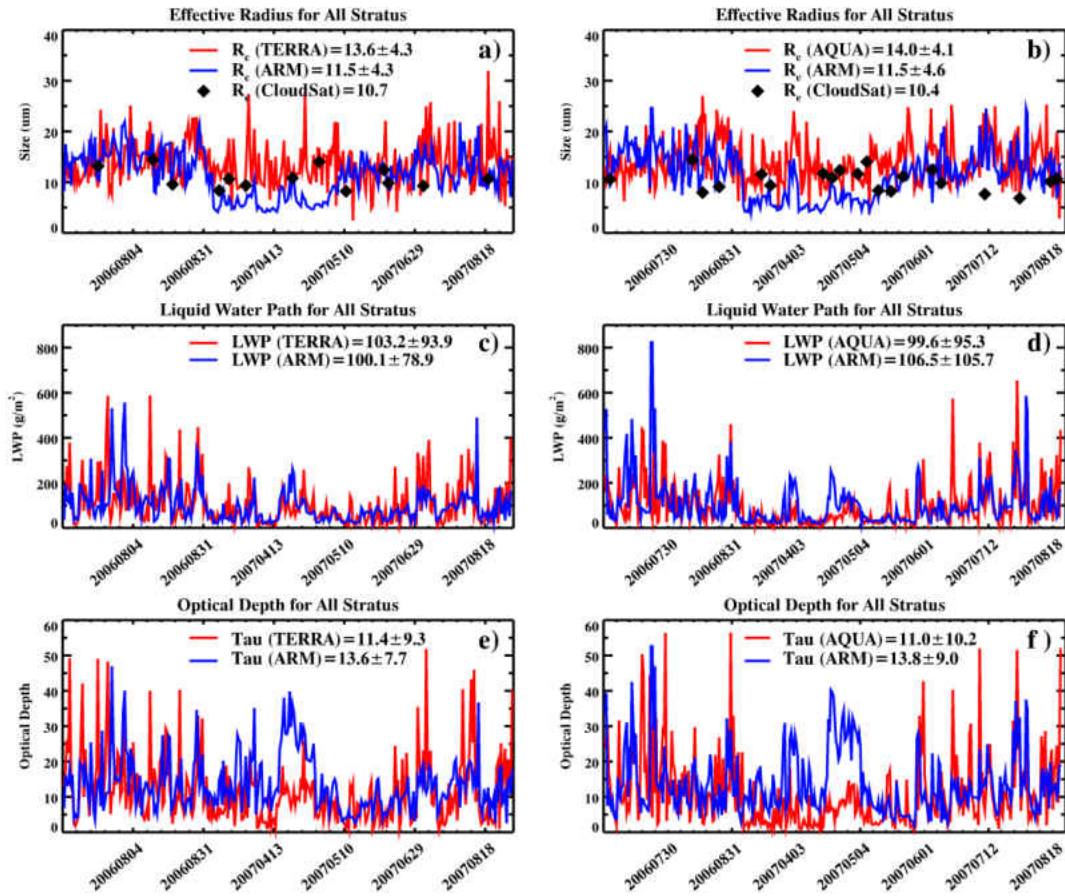 Effective Radius for All Stratus
a)
Rₑ (TERRA)=13.6±4.3
Rₑ (ARM)=11.5±4.3
Rₑ (CloudSat)=10.7
Size (um)
40
30
20
10
0
20060804
20060831
20070413
20070510
20070629
20070818
Effective Radius for All Stratus
b)
Rₑ (AQUA)=14.0±4.1
Rₑ (ARM)=11.5±4.6
Rₑ (CloudSat)=10.4
Size (um)
40
30
20
10
0
20060730
20060831
20070403
20070504
20070601
20070712
20070818
Liquid Water Path for All Stratus
c)
LWP (TERRA)=103.2±93.9
LWP (ARM)=100.1±78.9
LWP (g/m²)
800
600
400
200
0
20060804
20060831
20070413
20070510
20070629
20070818
Liquid Water Path for All Stratus
d)
LWP (AQUA)=99.6±95.3
LWP (ARM)=106.5±105.7
LWP (g/m²)
800
600
400
200
0
20060730
20060831
20070403
20070504
20070601
20070712
20070818
Optical Depth for All Stratus
e)
Tau (TERRA)=11.4±9.3
Tau (ARM)=13.6±7.7
Optical Depth
60
50
40
30
20
10
0
20060804
20060831
20070413
20070510
20070629
20070818
Optical Depth for All Stratus
f)
Tau (AQUA)=11.0±10.2
Tau (ARM)=13.8±9.0
Optical Depth
60
50
40
30
20
10
0
20060730
20060831
20070403
20070504
20070601
20070712
20070818